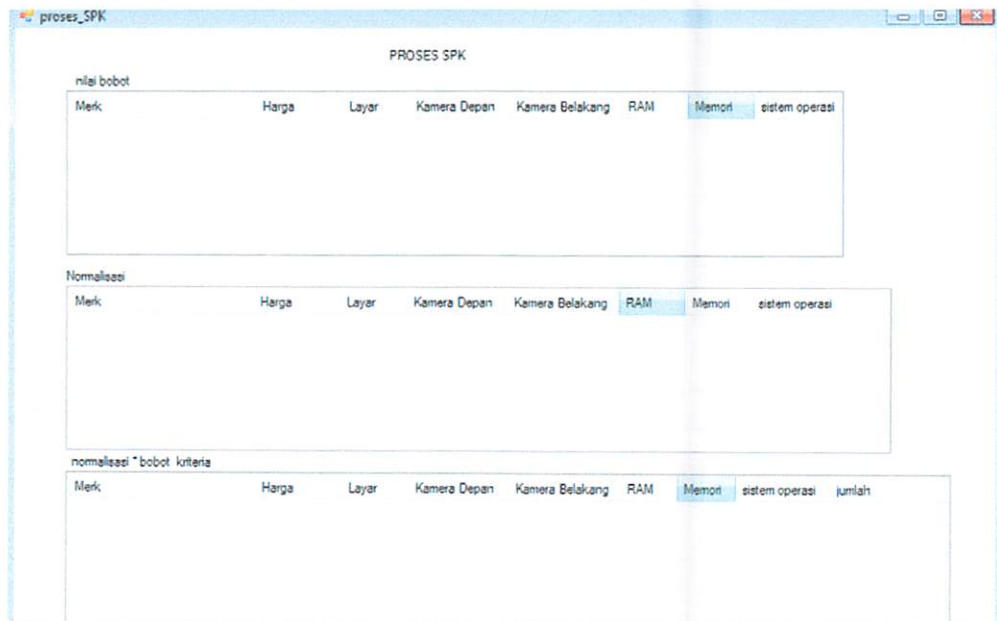 proses_SPK
PROSES SPK
nilai bobot
Merk Harga Layar Kamera Depan Kamera Belakang RAM Memori sistem operasi
Normalisasi
Merk Harga Layar Kamera Depan Kamera Belakang RAM Memori sistem operasi
normalisasi * bobot kriteria
Merk Harga Layar Kamera Depan Kamera Belakang RAM Memori sistem operasi jumlah